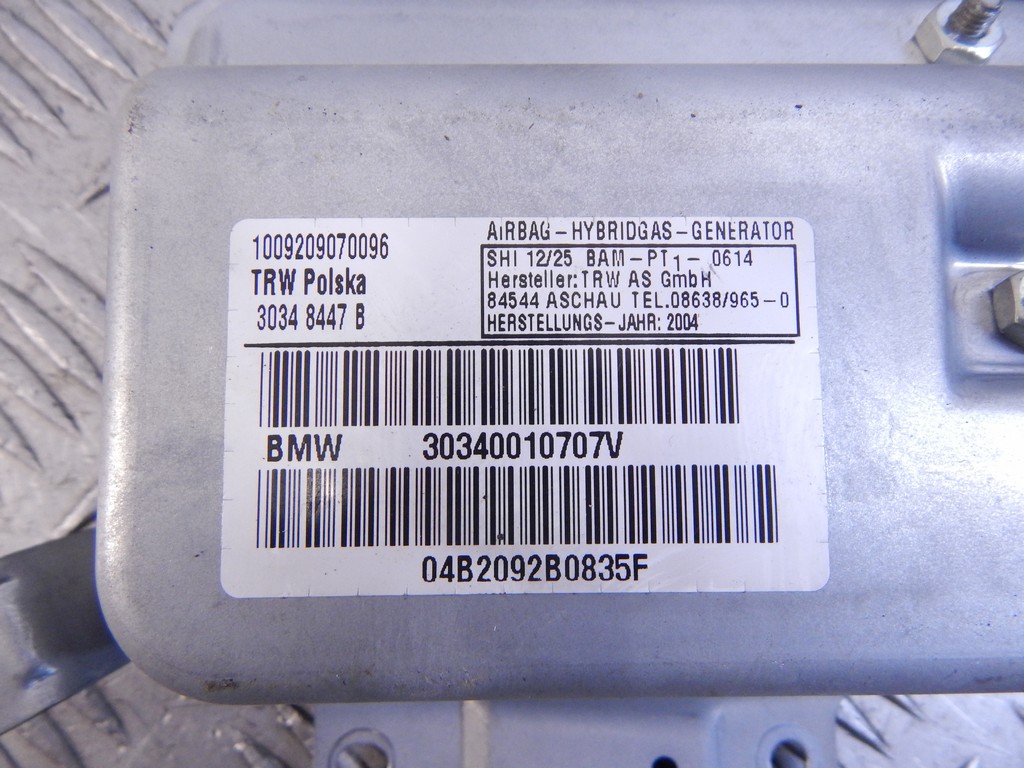 1009209070096
TRW Polska
3034 8447 B
AIRBAG-HYBRIDGAS-GENERATOR
SHI 12/25 BAM-PT1- 0614
Hersteller: TRW AS GmbH
84544 ASCHAU TEL.08638/965-0
HERSTELLUNGS-JAHR: 2004
BMW 30340010707V
04B2092B0835F